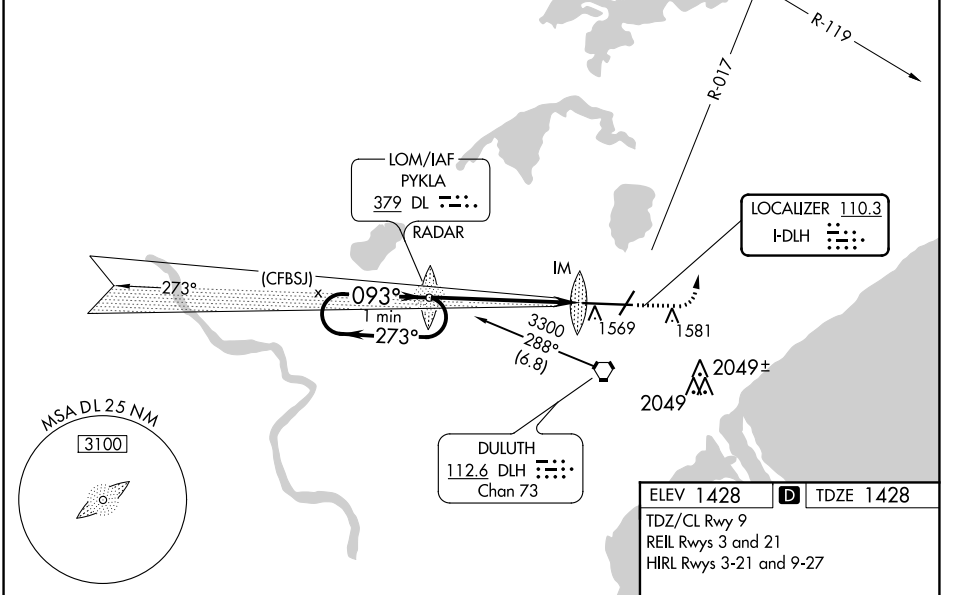 R-119
R-017
LOM/IAF
PYKLA
379 DL
RADAR
LOCALIZER 110.3
I-DLH
(CFBSJ)
273°
x
093°
1 min
273°
IM
1569
1581
3300
288°
(6.8)
2049±
2049
MSA DL 25 NM
3100
DULUTH
112.6 DLH
Chan 73
ELEV 1428 D TDZE 1428
TDZ/CL Rwy 9
REIL Rwys 3 and 21
HIRL Rwys 3-21 and 9-27